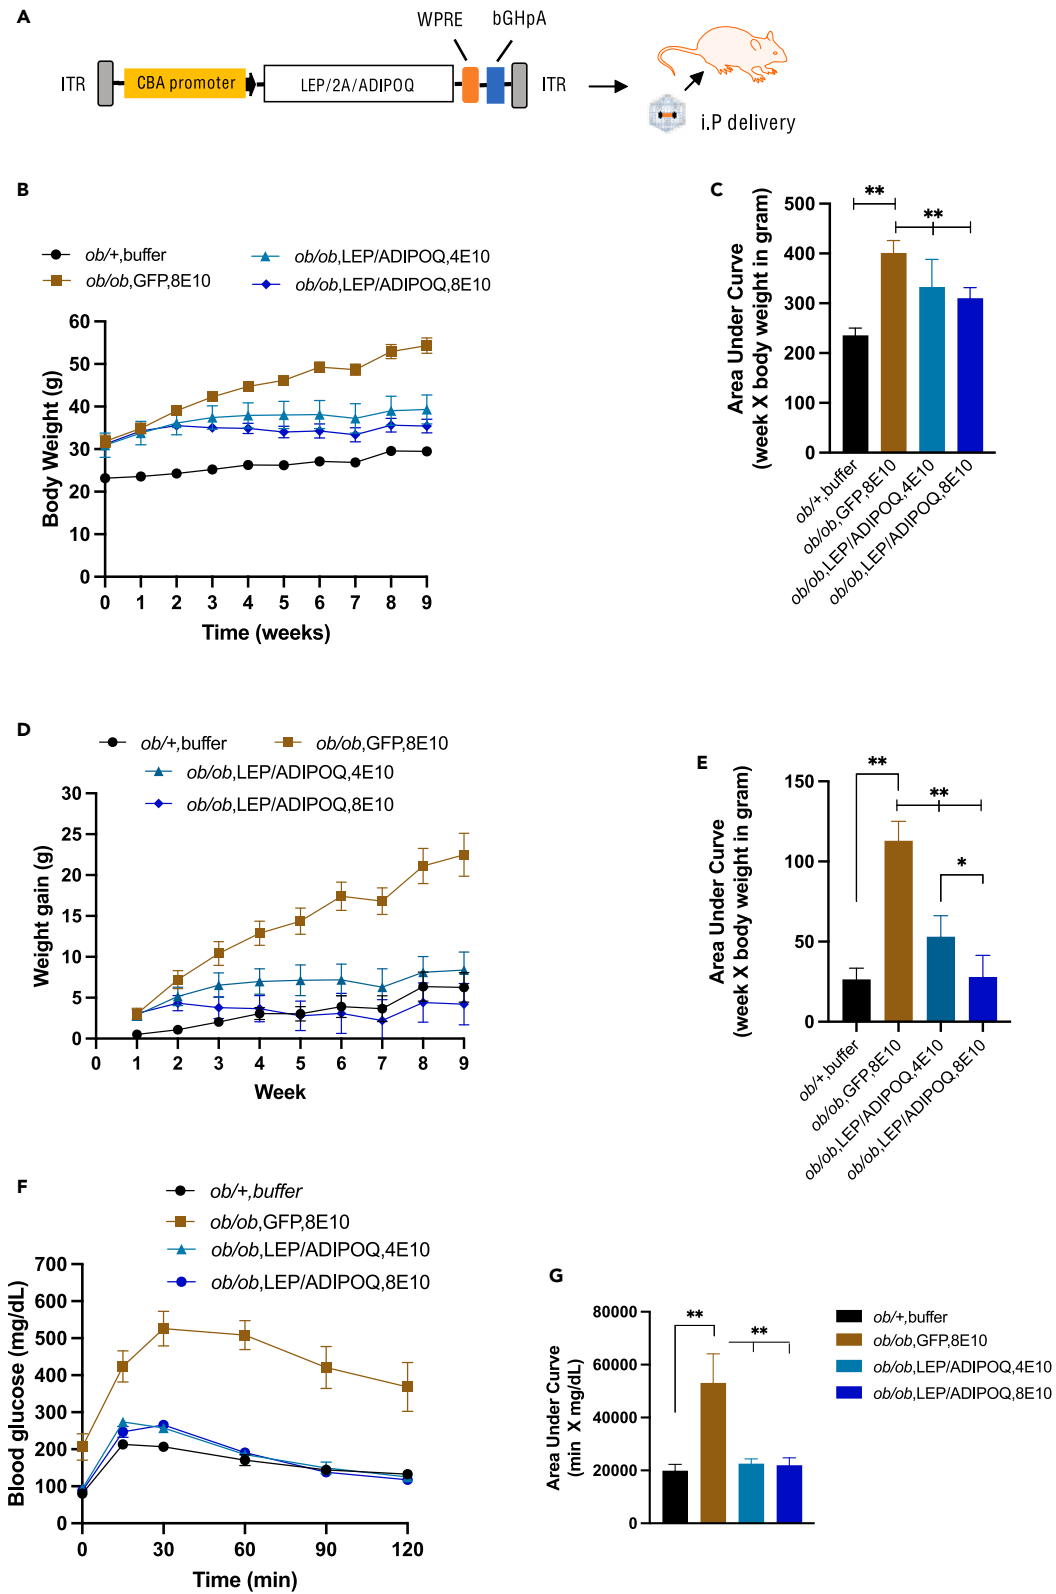 A
WPRE
bGHpA
ITR
CBA promoter
LEP/2A/ADIPOQ
ITR
i.P delivery
B
ob/+,buffer
ob/ob,GFP,8E10
ob/ob,LEP/ADIPOQ,4E10
ob/ob,LEP/ADIPOQ,8E10
Body Weight (g)
60
50
40
30
20
10
0
0 1 2 3 4 5 6 7 8 9
Time (weeks)
C
Area Under Curve
(week X body weight in gram)
500
400
300
200
100
0
**
**
ob/+,buffer
ob/ob,GFP,8E10
ob/ob,LEP/ADIPOQ,4E10
ob/ob,LEP/ADIPOQ,8E10
D
ob/+,buffer
ob/ob,GFP,8E10
ob/ob,LEP/ADIPOQ,4E10
ob/ob,LEP/ADIPOQ,8E10
Weight gain (g)
30
25
20
15
10
5
0
0 1 2 3 4 5 6 7 8 9
Week
E
Area Under Curve
(week X body weight in gram)
150
100
50
0
**
**
*
ob/+,buffer
ob/ob,GFP,8E10
ob/ob,LEP/ADIPOQ,4E10
ob/ob,LEP/ADIPOQ,8E10
F
ob/+,buffer
ob/ob,GFP,8E10
ob/ob,LEP/ADIPOQ,4E10
ob/ob,LEP/ADIPOQ,8E10
Blood glucose (mg/dL)
700
600
500
400
300
200
100
0
0 30 60 90 120
Time (min)
G
Area Under Curve
(min X mg/dL)
80000
60000
40000
20000
0
**
**
ob/+,buffer
ob/ob,GFP,8E10
ob/ob,LEP/ADIPOQ,4E10
ob/ob,LEP/ADIPOQ,8E10